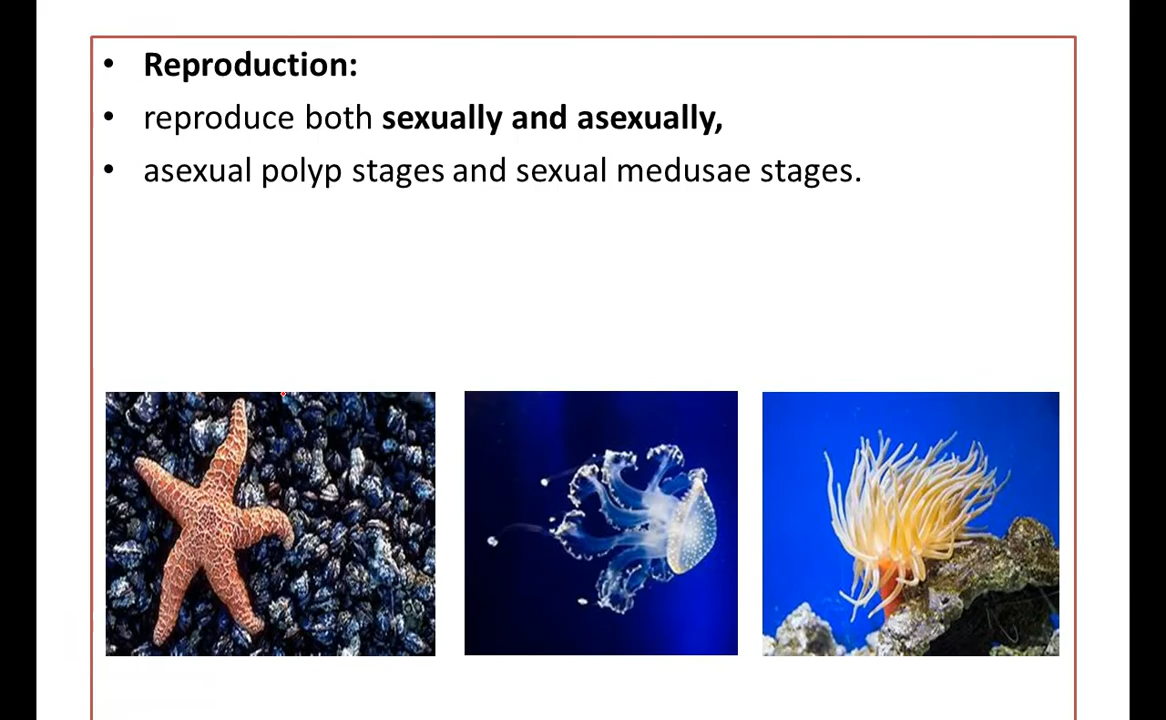 • Reproduction:
• reproduce both sexually and asexually,
• asexual polyp stages and sexual medusae stages.